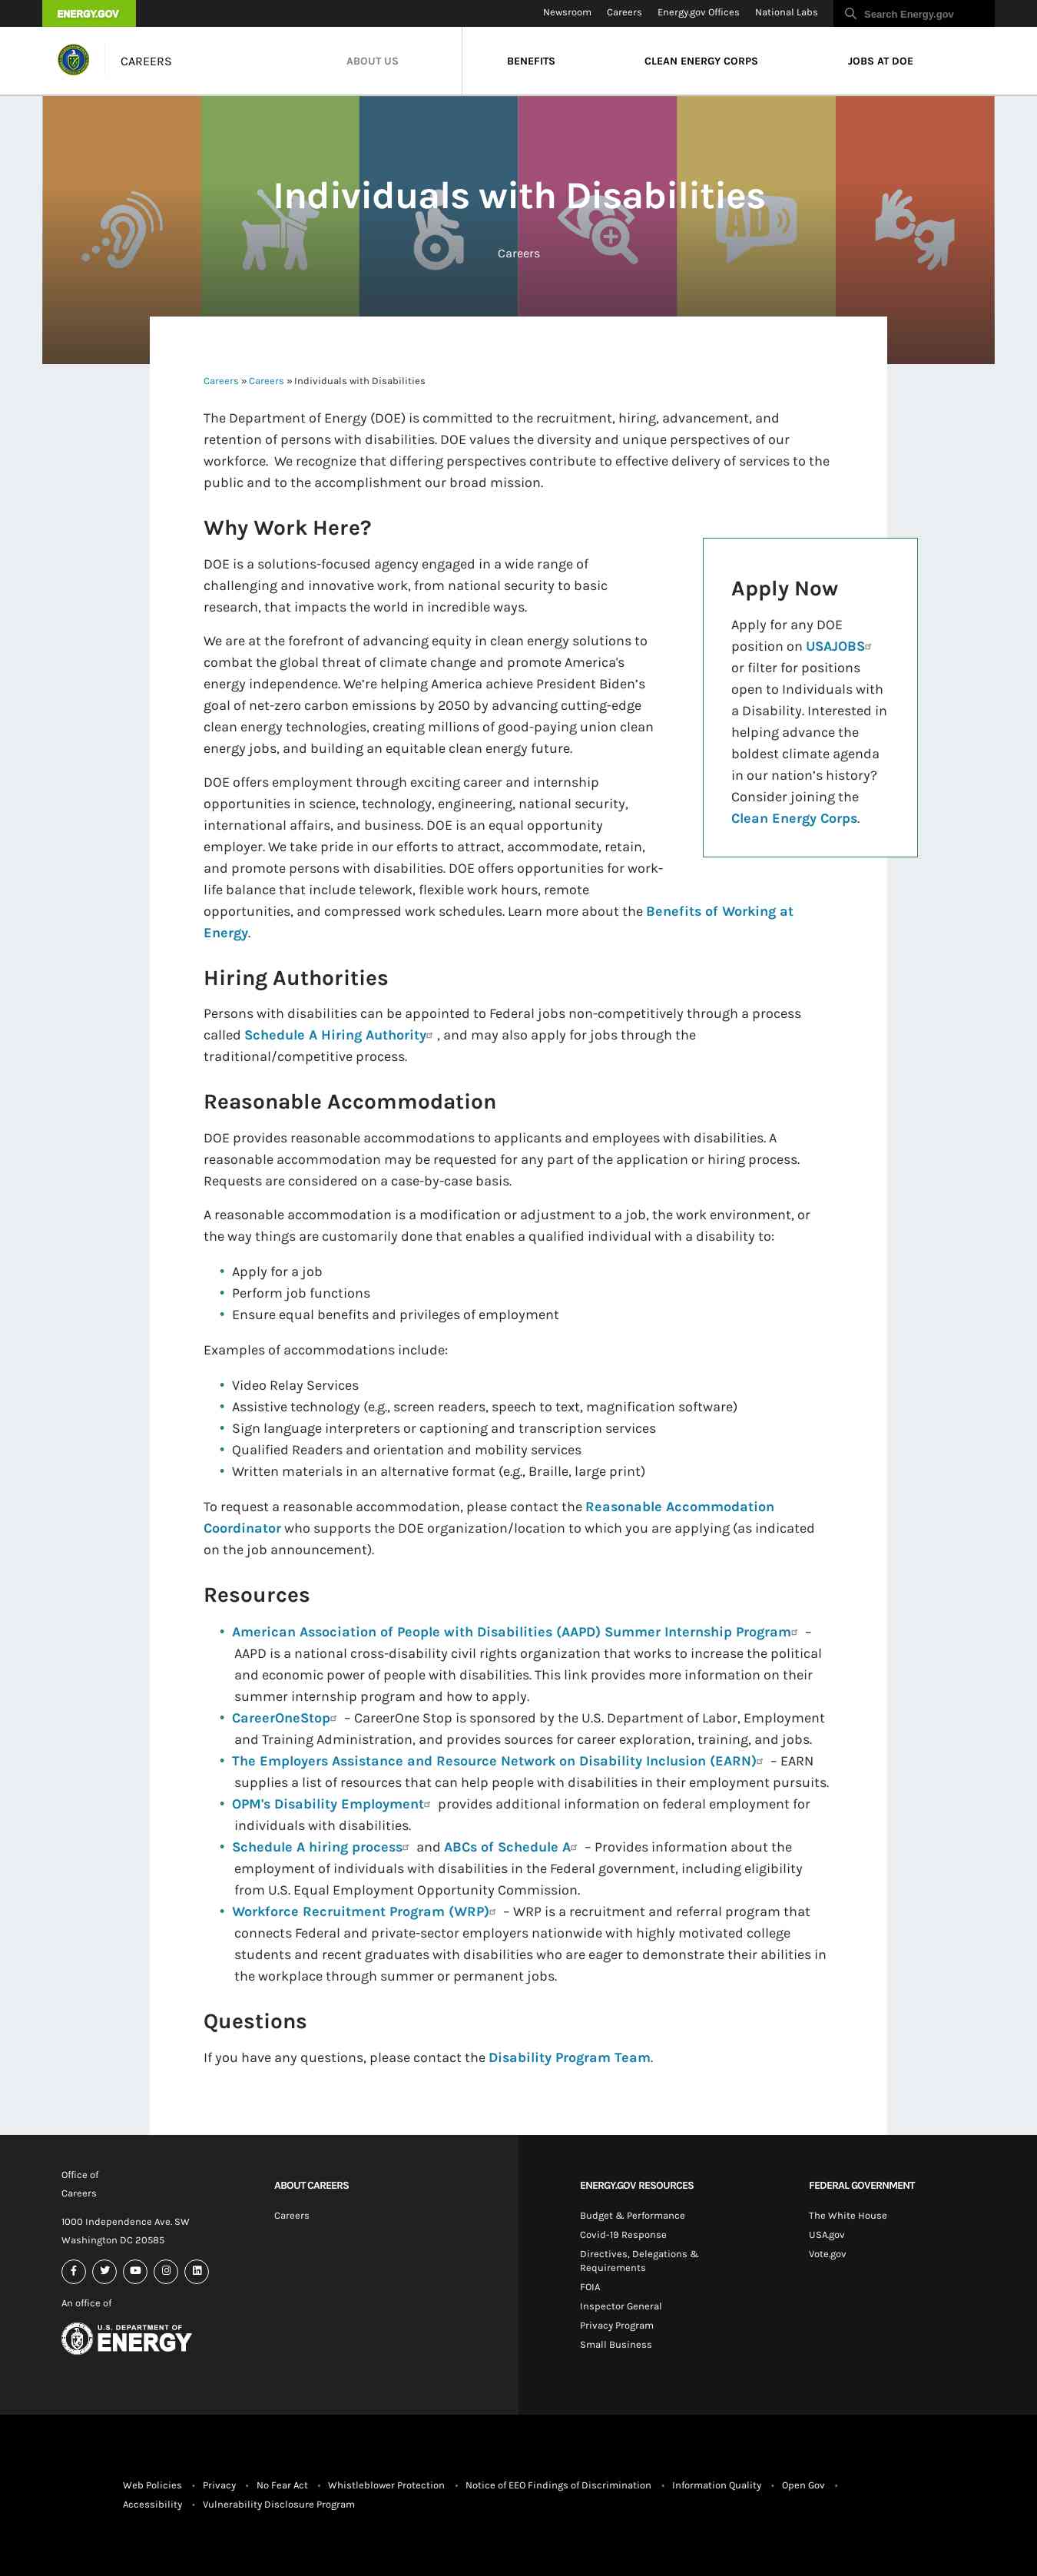 ENERGY.GOV
Newsroom Careers Energy.gov Offices National Labs
Search Energy.gov
CAREERS
ABOUT US BENEFITS CLEAN ENERGY CORPS JOBS AT DOE
Individuals with Disabilities
AD
Careers
Careers » Careers » Individuals with Disabilities
The Department of Energy (DOE) is committed to the recruitment, hiring, advancement, and
retention of persons with disabilities. DOE values the diversity and unique perspectives of our
workforce.  We recognize that differing perspectives contribute to effective delivery of services to the
public and to the accomplishment our broad mission.
Why Work Here?
DOE is a solutions-focused agency engaged in a wide range of
challenging and innovative work, from national security to basic
research, that impacts the world in incredible ways.
We are at the forefront of advancing equity in clean energy solutions to
combat the global threat of climate change and promote America's
energy independence. We’re helping America achieve President Biden’s
goal of net-zero carbon emissions by 2050 by advancing cutting-edge
clean energy technologies, creating millions of good-paying union clean
energy jobs, and building an equitable clean energy future.
DOE offers employment through exciting career and internship
opportunities in science, technology, engineering, national security,
international affairs, and business. DOE is an equal opportunity
employer. We take pride in our efforts to attract, accommodate, retain,
and promote persons with disabilities. DOE offers opportunities for work-
life balance that include telework, flexible work hours, remote
opportunities, and compressed work schedules. Learn more about the Benefits of Working at
Energy.
Apply Now
Apply for any DOE
position on USAJOBS
or filter for positions
open to Individuals with
a Disability. Interested in
helping advance the
boldest climate agenda
in our nation’s history?
Consider joining the
Clean Energy Corps.
Hiring Authorities
Persons with disabilities can be appointed to Federal jobs non-competitively through a process
called Schedule A Hiring Authority , and may also apply for jobs through the
traditional/competitive process.
Reasonable Accommodation
DOE provides reasonable accommodations to applicants and employees with disabilities. A
reasonable accommodation may be requested for any part of the application or hiring process.
Requests are considered on a case-by-case basis.
A reasonable accommodation is a modification or adjustment to a job, the work environment, or
the way things are customarily done that enables a qualified individual with a disability to:
• Apply for a job
• Perform job functions
• Ensure equal benefits and privileges of employment
Examples of accommodations include:
• Video Relay Services
• Assistive technology (e.g., screen readers, speech to text, magnification software)
• Sign language interpreters or captioning and transcription services
• Qualified Readers and orientation and mobility services
• Written materials in an alternative format (e.g., Braille, large print)
To request a reasonable accommodation, please contact the Reasonable Accommodation
Coordinator who supports the DOE organization/location to which you are applying (as indicated
on the job announcement).
Resources
• American Association of People with Disabilities (AAPD) Summer Internship Program –
AAPD is a national cross-disability civil rights organization that works to increase the political
and economic power of people with disabilities. This link provides more information on their
summer internship program and how to apply.
• CareerOneStop – CareerOne Stop is sponsored by the U.S. Department of Labor, Employment
and Training Administration, and provides sources for career exploration, training, and jobs.
• The Employers Assistance and Resource Network on Disability Inclusion (EARN) – EARN
supplies a list of resources that can help people with disabilities in their employment pursuits.
• OPM's Disability Employment provides additional information on federal employment for
individuals with disabilities.
• Schedule A hiring process and ABCs of Schedule A – Provides information about the
employment of individuals with disabilities in the Federal government, including eligibility
from U.S. Equal Employment Opportunity Commission.
• Workforce Recruitment Program (WRP) – WRP is a recruitment and referral program that
connects Federal and private-sector employers nationwide with highly motivated college
students and recent graduates with disabilities who are eager to demonstrate their abilities in
the workplace through summer or permanent jobs.
Questions
If you have any questions, please contact the Disability Program Team.
Office of
Careers
1000 Independence Ave. SW
Washington DC 20585
An office of
U.S. DEPARTMENT OF
ENERGY
ABOUT CAREERS
Careers
ENERGY.GOV RESOURCES
Budget & Performance
Covid-19 Response
Directives, Delegations &
Requirements
FOIA
Inspector General
Privacy Program
Small Business
FEDERAL GOVERNMENT
The White House
USA.gov
Vote.gov
Web Policies • Privacy • No Fear Act • Whistleblower Protection • Notice of EEO Findings of Discrimination • Information Quality • Open Gov •
Accessibility • Vulnerability Disclosure Program